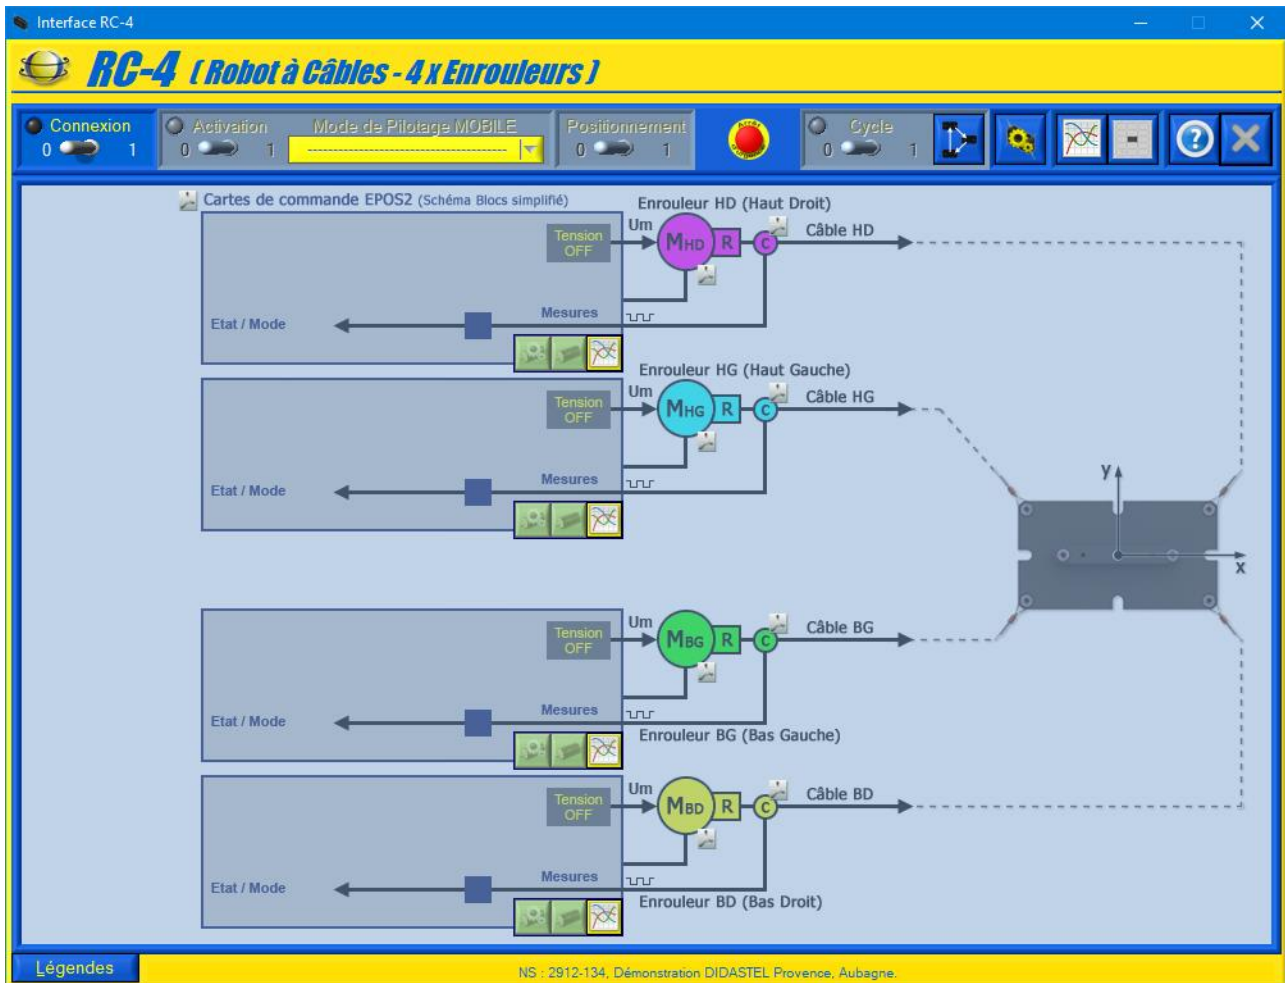 Interface RC-4
RC-4 ( Robot à Câbles - 4 x Enrouleurs )
Connexion
0 1
Activation
0 1
Mode de Pilotage MOBILE
Positionnement
0 1
Arrêt d'urgence
Cycle
0 1
?
Cartes de commande EPOS2 (Schéma Blocs simplifié)
Enrouleur HD (Haut Droit)
Tension
OFF
Um
MHD R C
Câble HD
Mesures
Etat / Mode
Enrouleur HG (Haut Gauche)
Tension
OFF
Um
MHG R C
Câble HG
Mesures
Etat / Mode
y
x
Tension
OFF
Um
MBG R C
Câble BG
Mesures
Etat / Mode
Enrouleur BG (Bas Gauche)
Tension
OFF
Um
MBD R C
Câble BD
Mesures
Etat / Mode
Enrouleur BD (Bas Droit)
Légendes
NS : 2912-134, Démonstration DIDASTEL Provence, Aubagne.